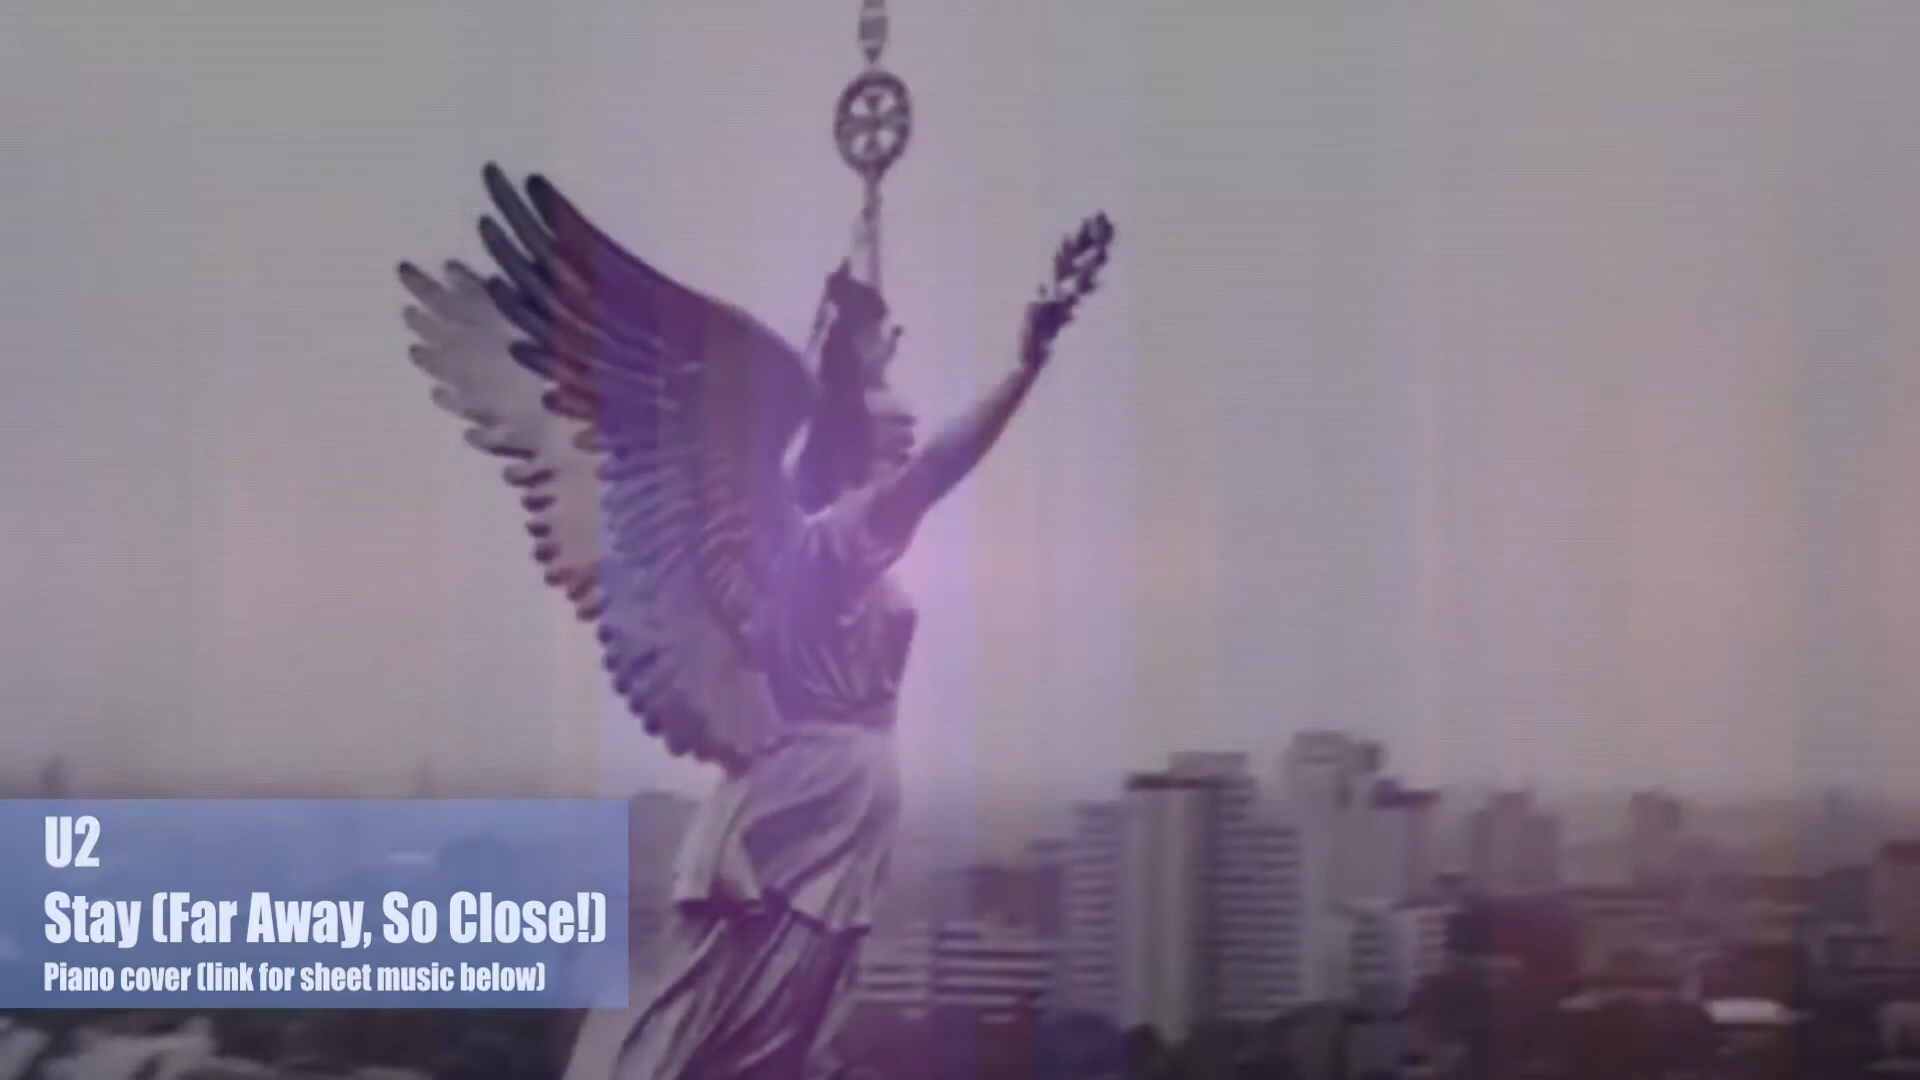 U2
Stay (Far Away, So Close!)
Piano cover (link for sheet music below)